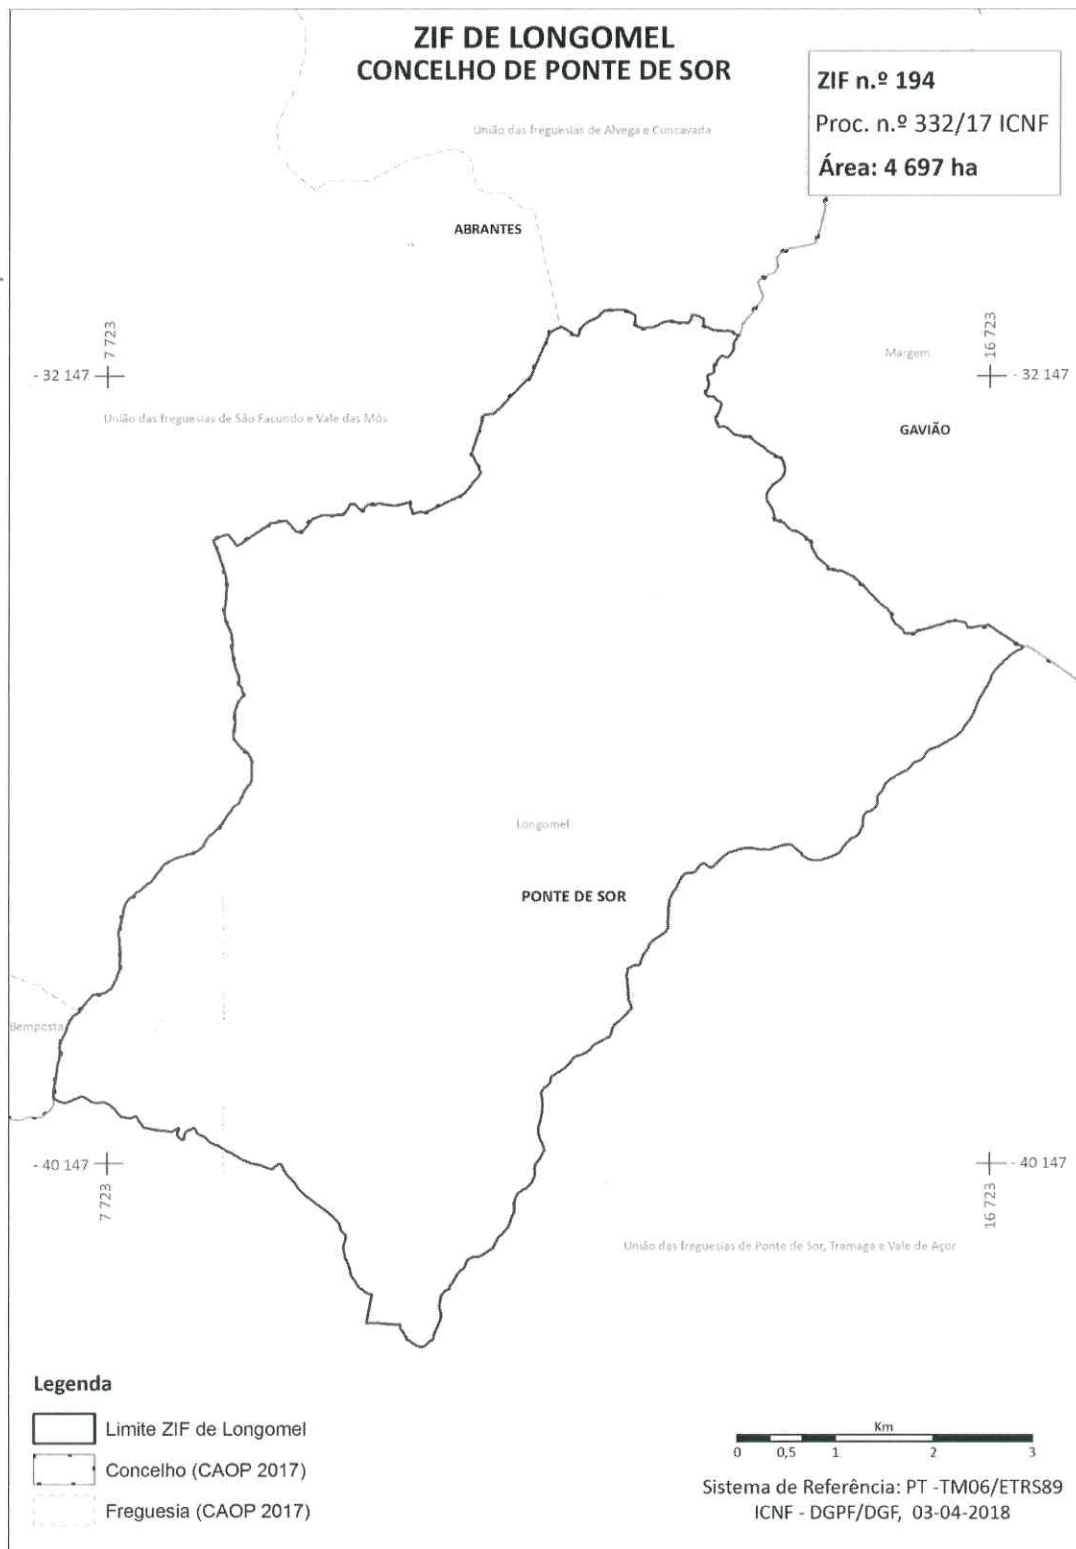 ZIF DE LONGOMEL
CONCELHO DE PONTE DE SOR
ZIF n.º 194
Proc. n.º 332/17 ICNF
Área: 4 697 ha
União das freguesias de Alvega e Concavada
ABRANTES
7 723
16 723
- 32 147
- 32 147
Margem
União das freguesias de São Facundo e Vale das Mós
GAVIÃO
Longomel
PONTE DE SOR
Bemposta
- 40 147
- 40 147
7 723
16 723
União das freguesias de Ponte de Sor, Tramaga e Vale de Açor
Legenda
Limite ZIF de Longomel
Concelho (CAOP 2017)
Freguesia (CAOP 2017)
Km
0 0,5 1 2 3
Sistema de Referência: PT -TM06/ETRS89
ICNF - DGPF/DGF, 03-04-2018